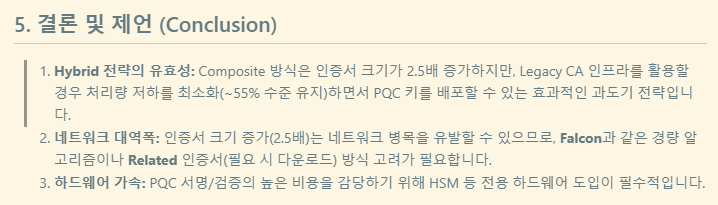 5. 결론 및 제언 (Conclusion)
1. Hybrid 전략의 유효성: Composite 방식은 인증서 크기가 2.5배 증가하지만, Legacy CA 인프라를 활용할
경우 처리량 저하를 최소화(~55% 수준 유지)하면서 PQC 키를 배포할 수 있는 효과적인 과도기 전략입니
다.
2. 네트워크 대역폭: 인증서 크기 증가(2.5배)는 네트워크 병목을 유발할 수 있으므로, Falcon과 같은 경량 알
고리즘이나 Related 인증서(필요 시 다운로드) 방식 고려가 필요합니다.
3. 하드웨어 가속: PQC 서명/검증의 높은 비용을 감당하기 위해 HSM 등 전용 하드웨어 도입이 필수적입니다.